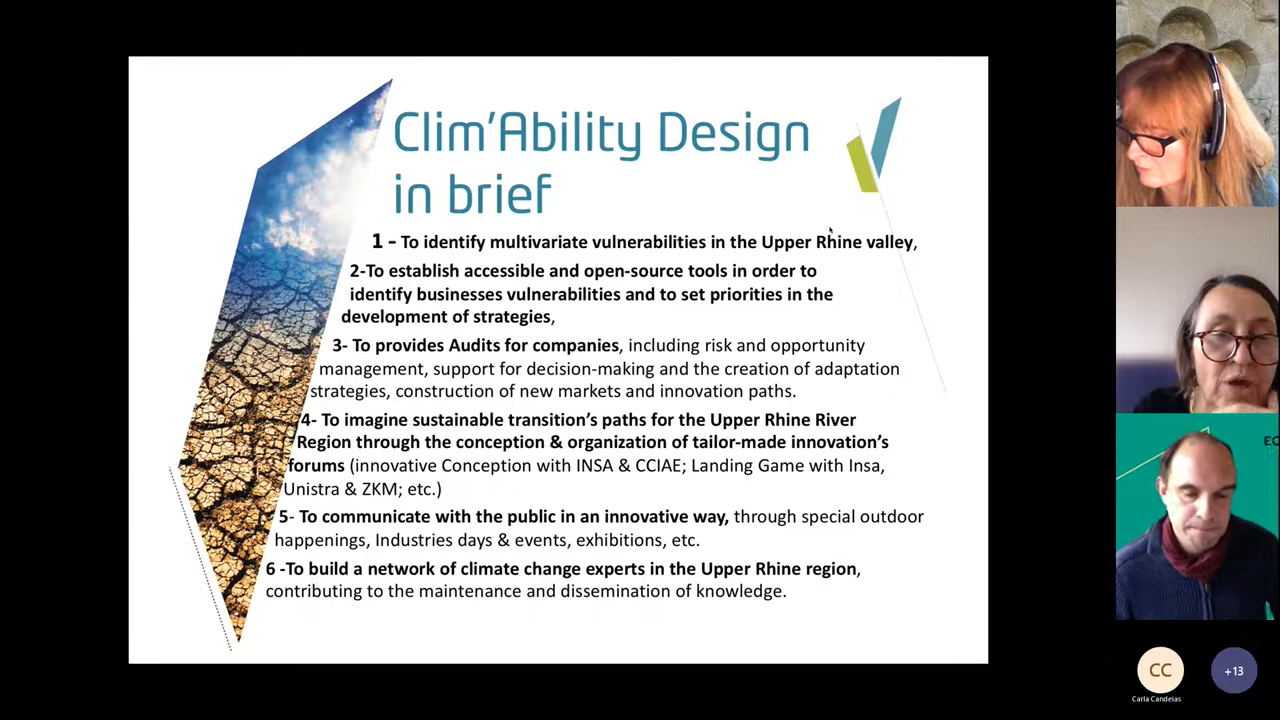 Clim'Ability Design
in brief
1 - To identify multivariate vulnerabilities in the Upper Rhine valley,
2-To establish accessible and open-source tools in order to
identify businesses vulnerabilities and to set priorities in the
development of strategies,
3- To provides Audits for companies, including risk and opportunity
management, support for decision-making and the creation of adaptation
strategies, construction of new markets and innovation paths.
4- To imagine sustainable transition's paths for the Upper Rhine River
Region through the conception & organization of tailor-made innovation's
forums (innovative Conception with INSA & CCIAE; Landing Game with Insa,
Unistra & ZKM; etc.)
5- To communicate with the public in an innovative way, through special outdoor
happenings, Industries days & events, exhibitions, etc.
6 -To build a network of climate change experts in the Upper Rhine region,
contributing to the maintenance and dissemination of knowledge.
EC
CC
+13
Carla Candeias